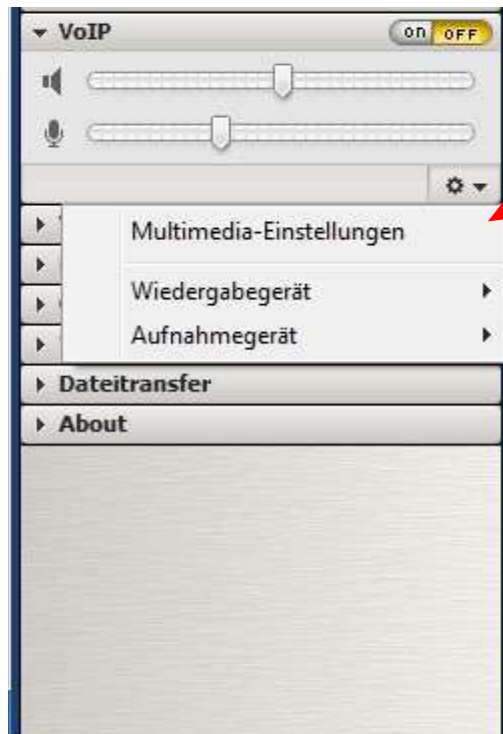 VoIP
on OFF
Multimedia-Einstellungen
Wiedergabegerät
Aufnahmegerät
Dateitransfer
About